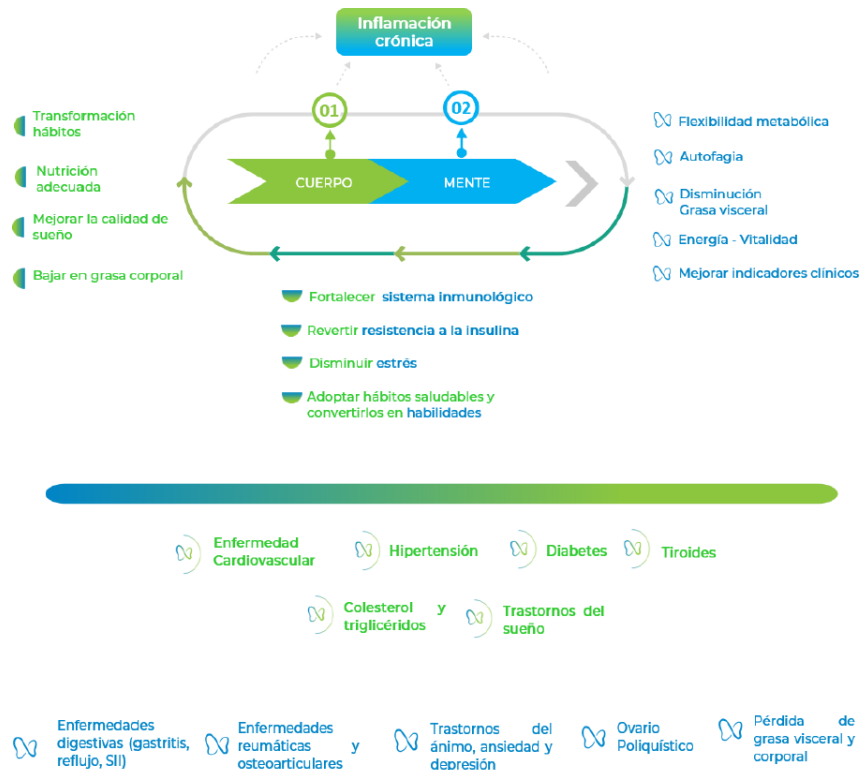 Inflamación
crónica
01
02
CUERPO
MENTE
Transformación
hábitos
Nutrición
adecuada
Mejorar la calidad de
sueño
Bajar en grasa corporal
Flexibilidad metabólica
Autofagia
Disminución
Grasa visceral
Energía - Vitalidad
Mejorar indicadores clínicos
Fortalecer sistema inmunológico
Revertir resistencia a la insulina
Disminuir estrés
Adoptar hábitos saludables y
convertirlos en habilidades
Enfermedad
Cardiovascular
Hipertensión
Diabetes
Tiroides
Colesterol y
triglicéridos
Trastornos del
sueño
Enfermedades
digestivas (gastritis,
reflujo, SII)
Enfermedades
reumáticas y
osteoarticulares
Trastornos del
ánimo, ansiedad y
depresión
Ovario
Poliquístico
Pérdida de
grasa visceral y
corporal